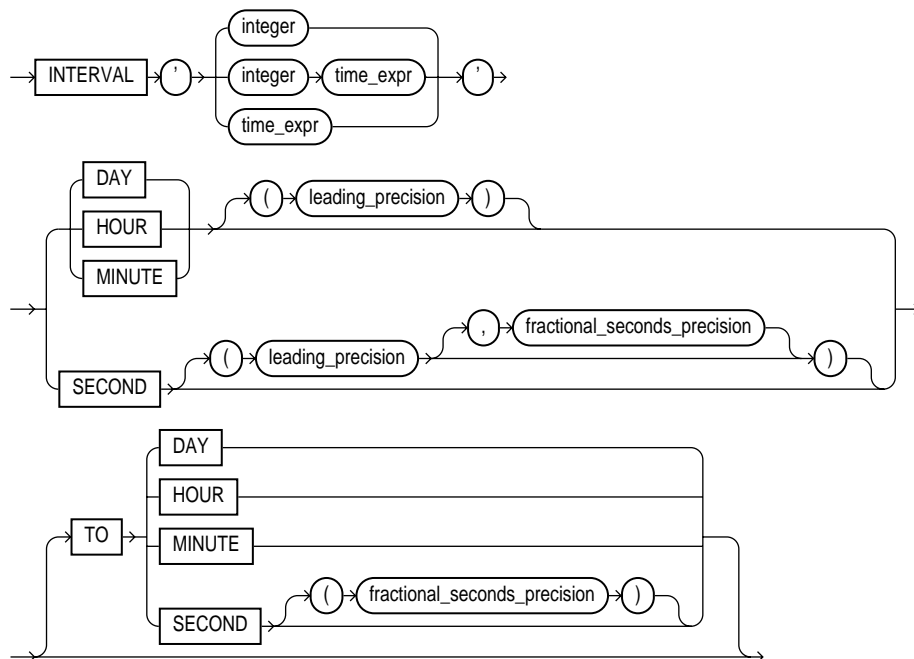 integer
INTERVAL ' integer time_expr '
time_expr
DAY
( leading_precision )
HOUR
MINUTE
, fractional_seconds_precision
( leading_precision )
SECOND
DAY
HOUR
TO MINUTE
( fractional_seconds_precision )
SECOND